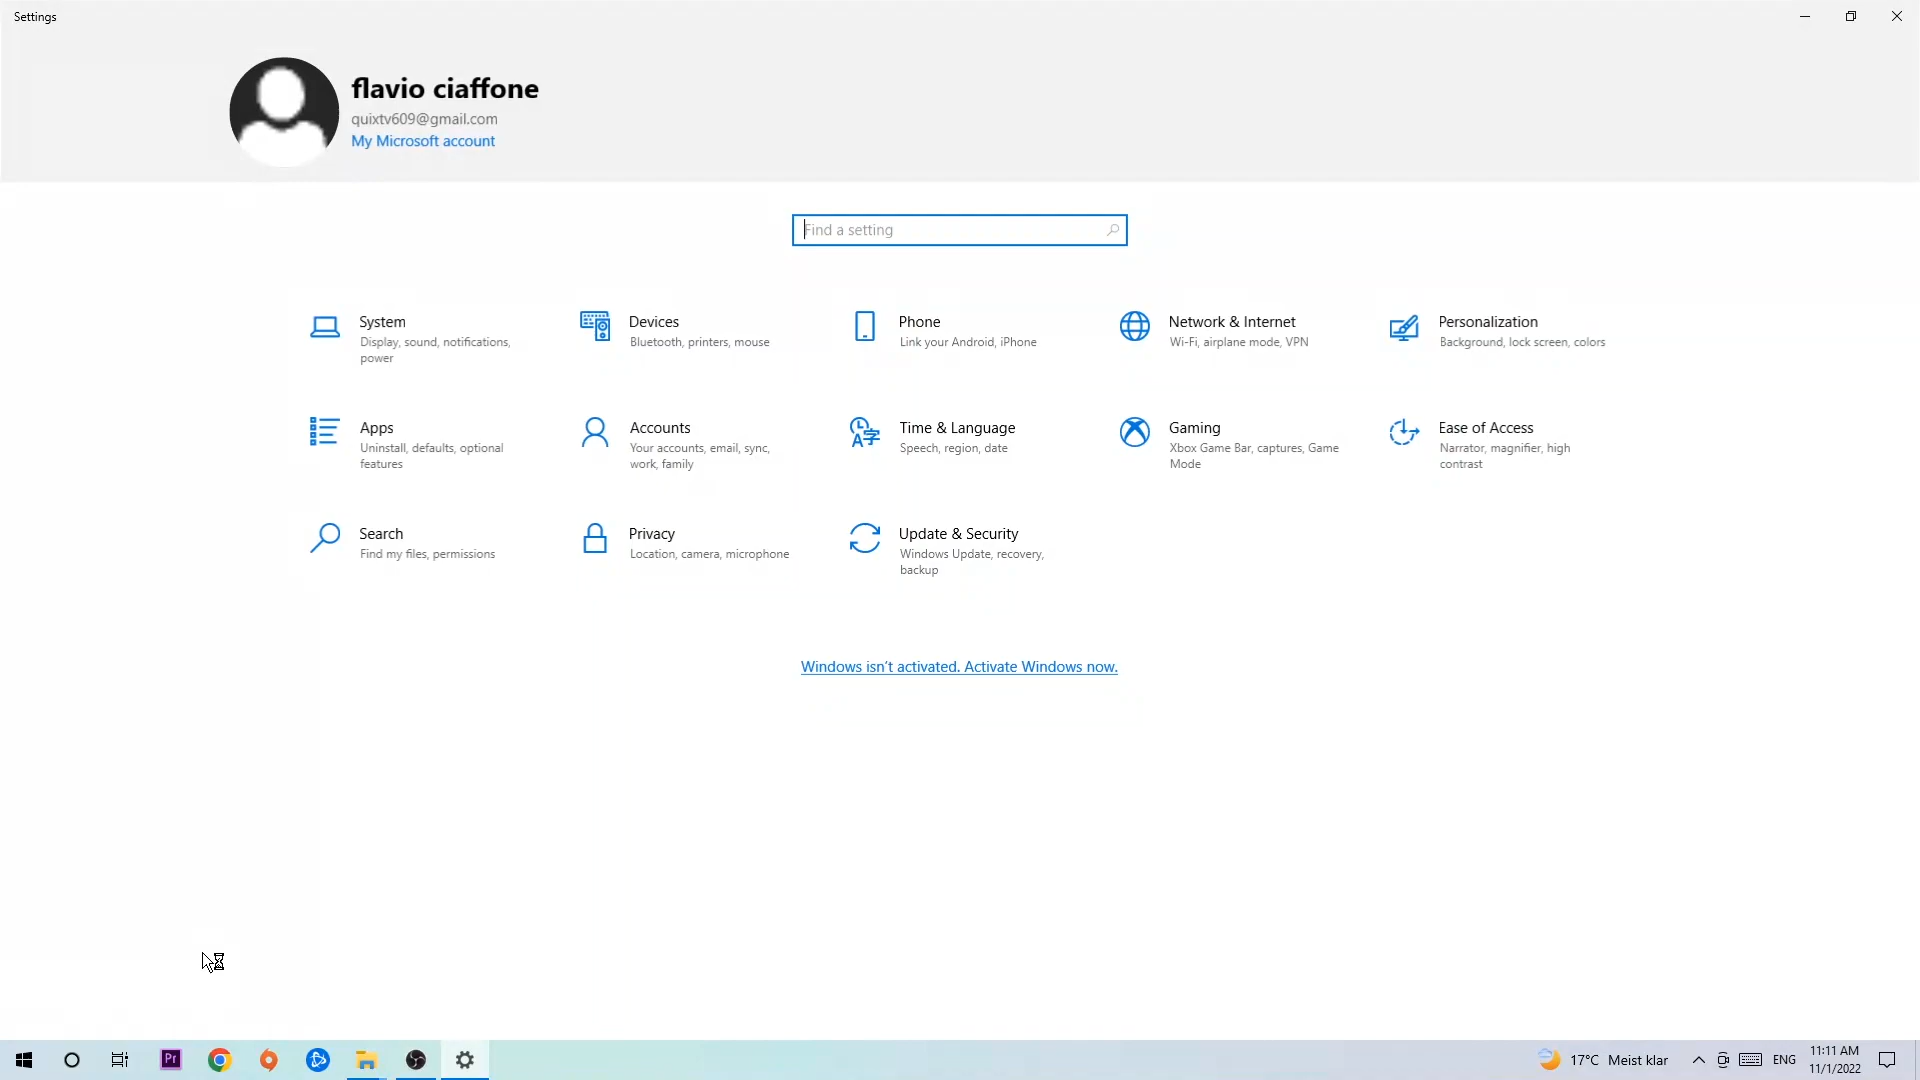 Settings
flavio ciaffone
quixtv609@gmail.com
My Microsoft account
Find a setting
System
Display, sound, notifications,
power
Devices
Bluetooth, printers, mouse
Phone
Link your Android, iPhone
Network & Internet
Wi-Fi, airplane mode, VPN
Personalization
Background, lock screen, colors
Apps
Uninstall, defaults, optional
features
Accounts
Your accounts, email, sync,
work, family
Time & Language
Speech, region, date
Gaming
Xbox Game Bar, captures, Game
Mode
Ease of Access
Narrator, magnifier, high
contrast
Search
Find my files, permissions
Privacy
Location, camera, microphone
Update & Security
Windows Update, recovery,
backup
Windows isn't activated. Activate Windows now.
Pr
17°C Meist klar
ENG
11:11 AM
11/1/2022